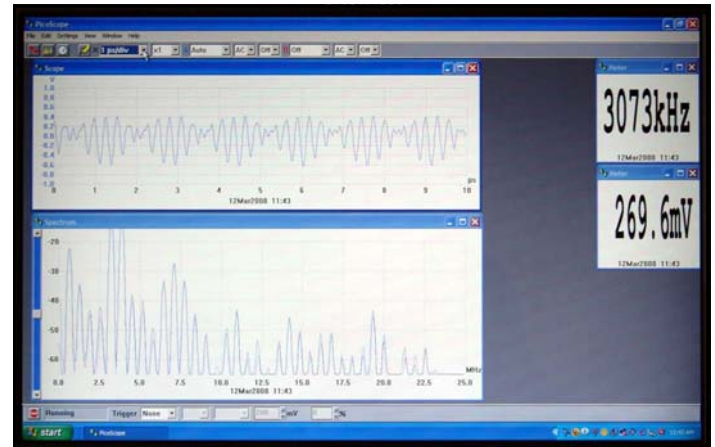 PicoScope
File Edit Settings View Window Help
x1 Auto AC Off Off AC Off
Scope
V
1.0
0.8
0.6
0.4
0.2
0.0
-0.2
-0.4
-0.6
-0.8
-1.0
0 1 2 3 4 5 6 7 8 9 10
12Mar2008 11:43
Spectrum
-20
-30
-40
-50
-60
MHz
0.0 2.5 5.0 7.5 10.0 12.5 15.0 17.5 20.0 22.5 25.0
12Mar2008 11:43
Meter
3073kHz
12Mar2008 11:43
Meter
269.6mV
12Mar2008 11:43
Running Trigger None mV %
start PicoScope